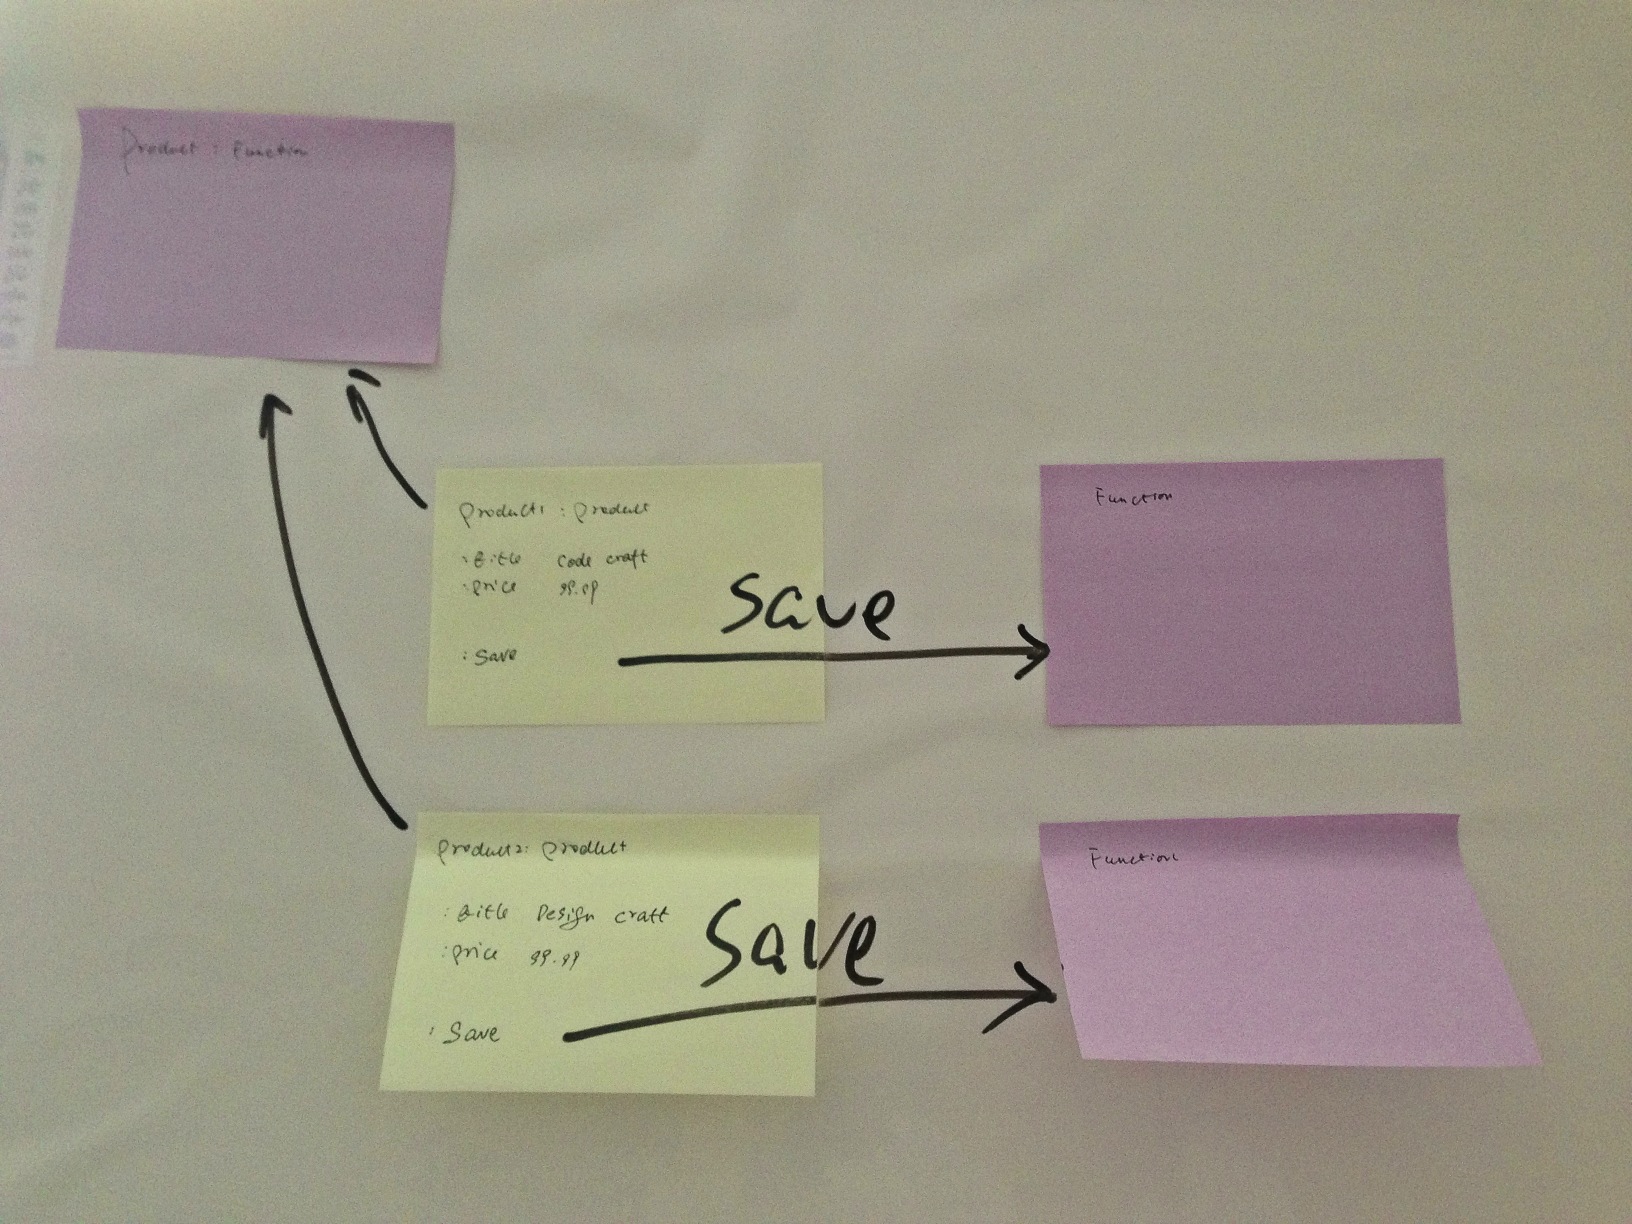 Product : Function
product1 : product
:title code craft
:price 99.99
:save
Save
Function
product2: product
:title Design craft
:price 99.99
:Save
Save
Function